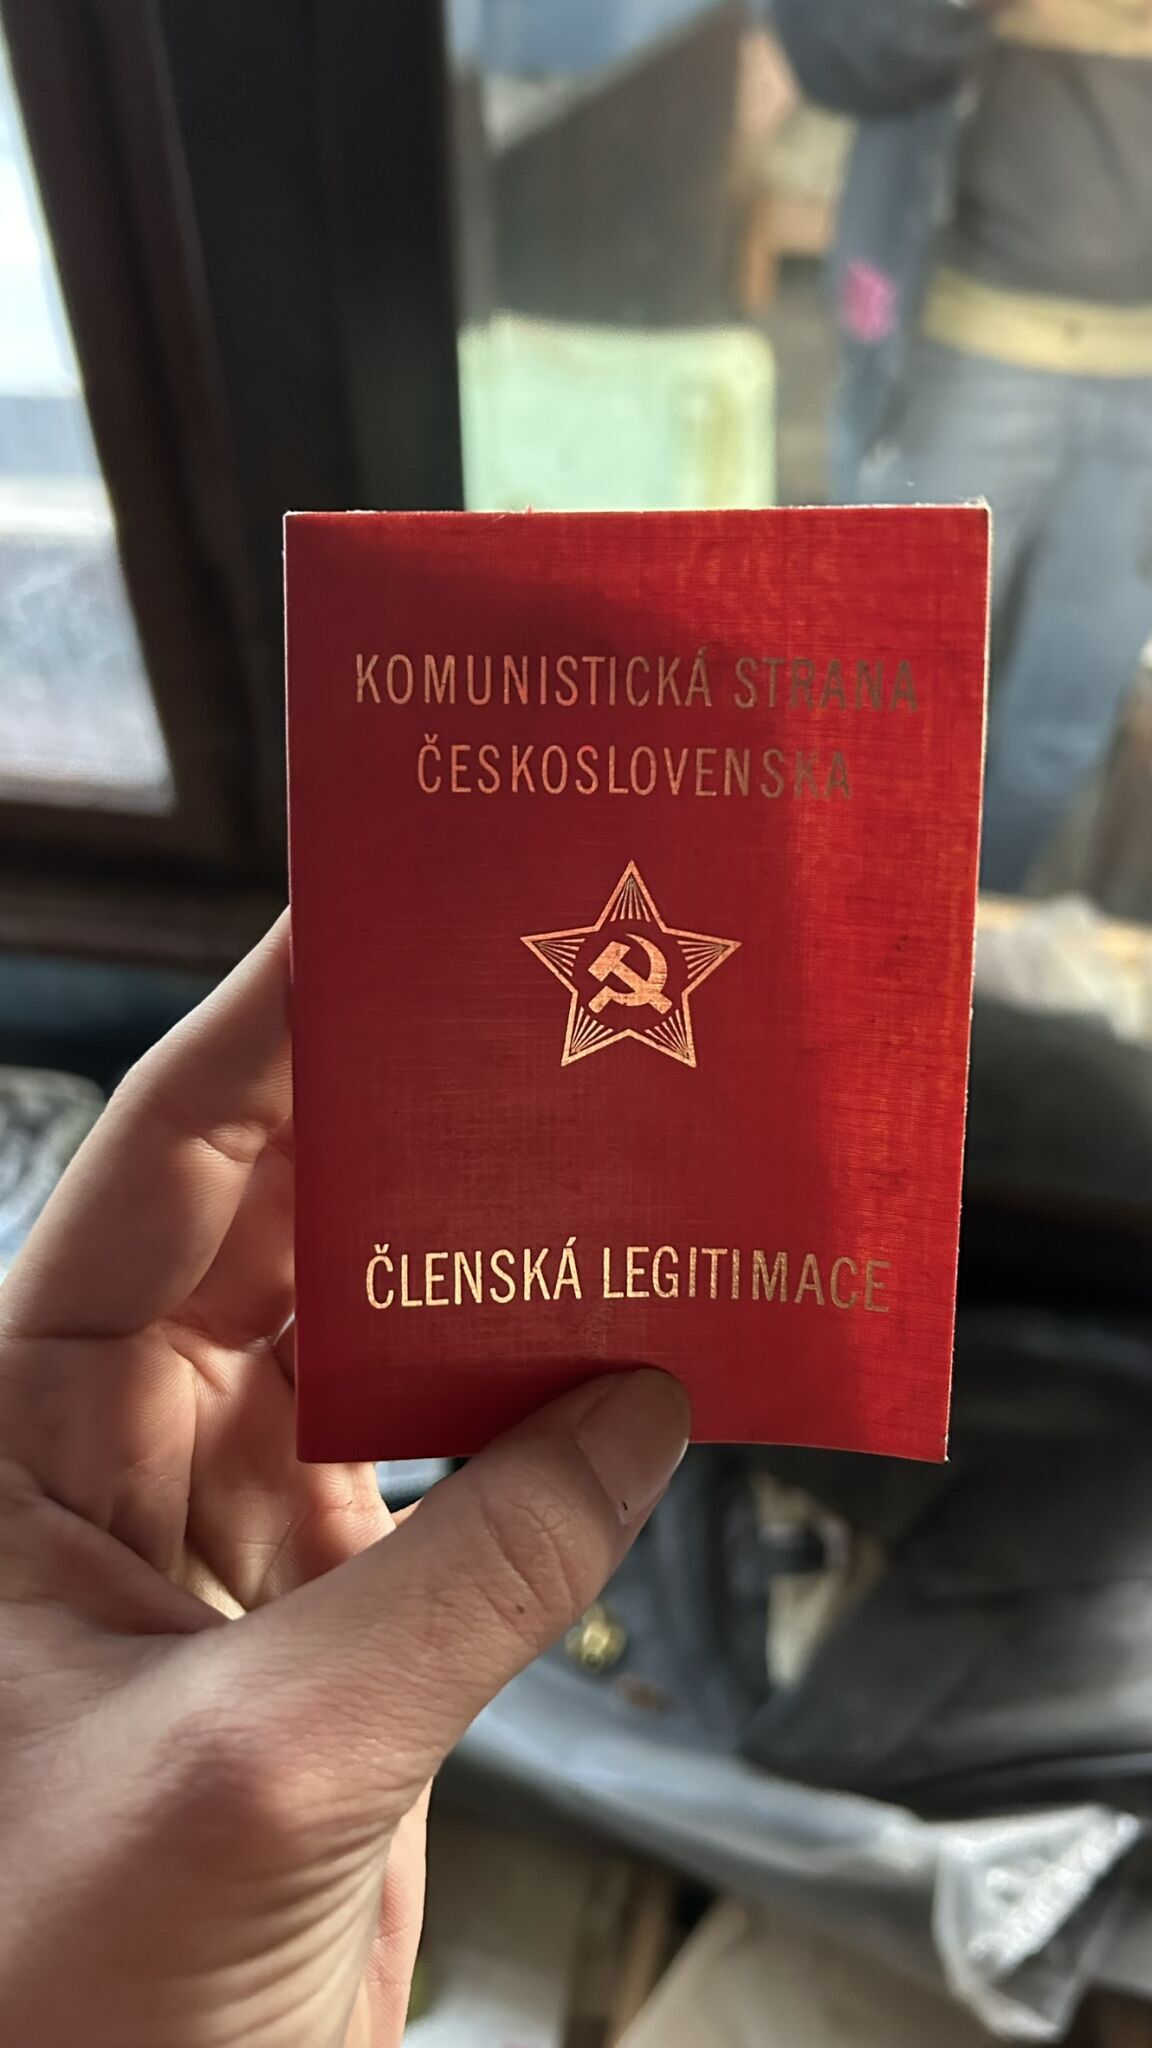 KOMUNISTICKÁ STRANA
ČESKOSLOVENSKA
ČLENSKÁ LEGITIMACE